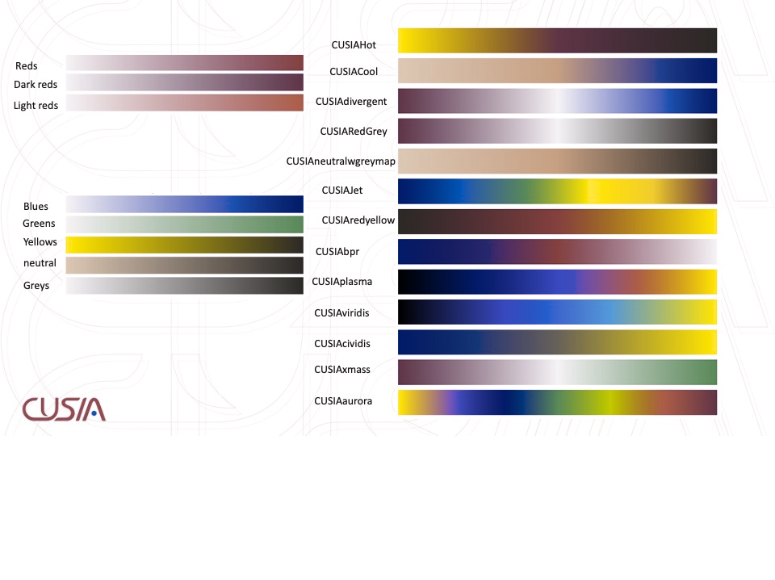 Reds
Dark reds
Light reds
Blues
Greens
Yellows
neutral
Greys
CUSIAHot
CUSIACool
CUSIAdivergent
CUSIARedGrey
CUSIAneutralwgreymap
CUSIAJet
CUSIAredyellow
CUSIAbpr
CUSIAplasma
CUSIAviridis
CUSIAcividis
CUSIAxmass
CUSIAaurora
CUSIA